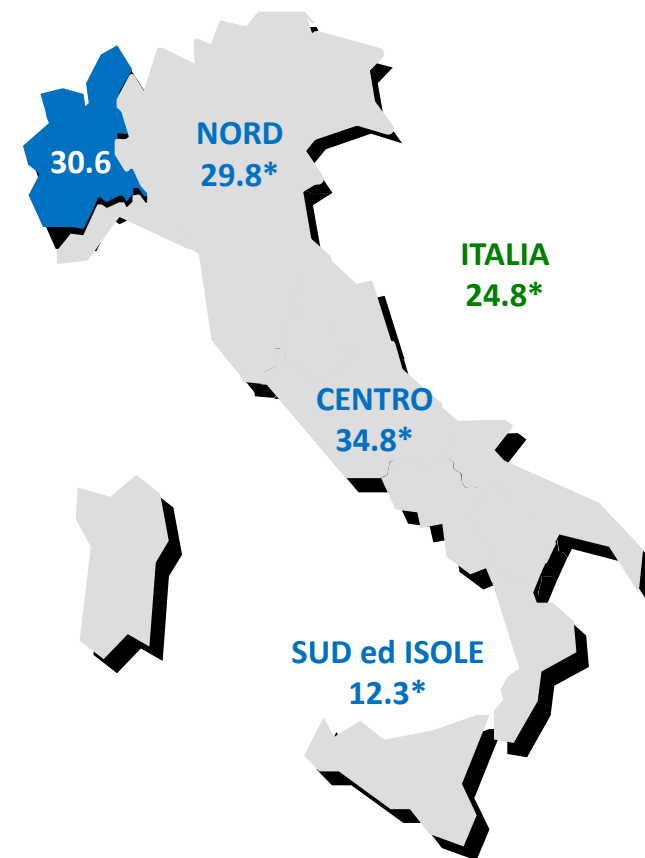 NORD
29.8*
30.6
ITALIA
24.8*
CENTRO
34.8*
SUD ed ISOLE
12.3*